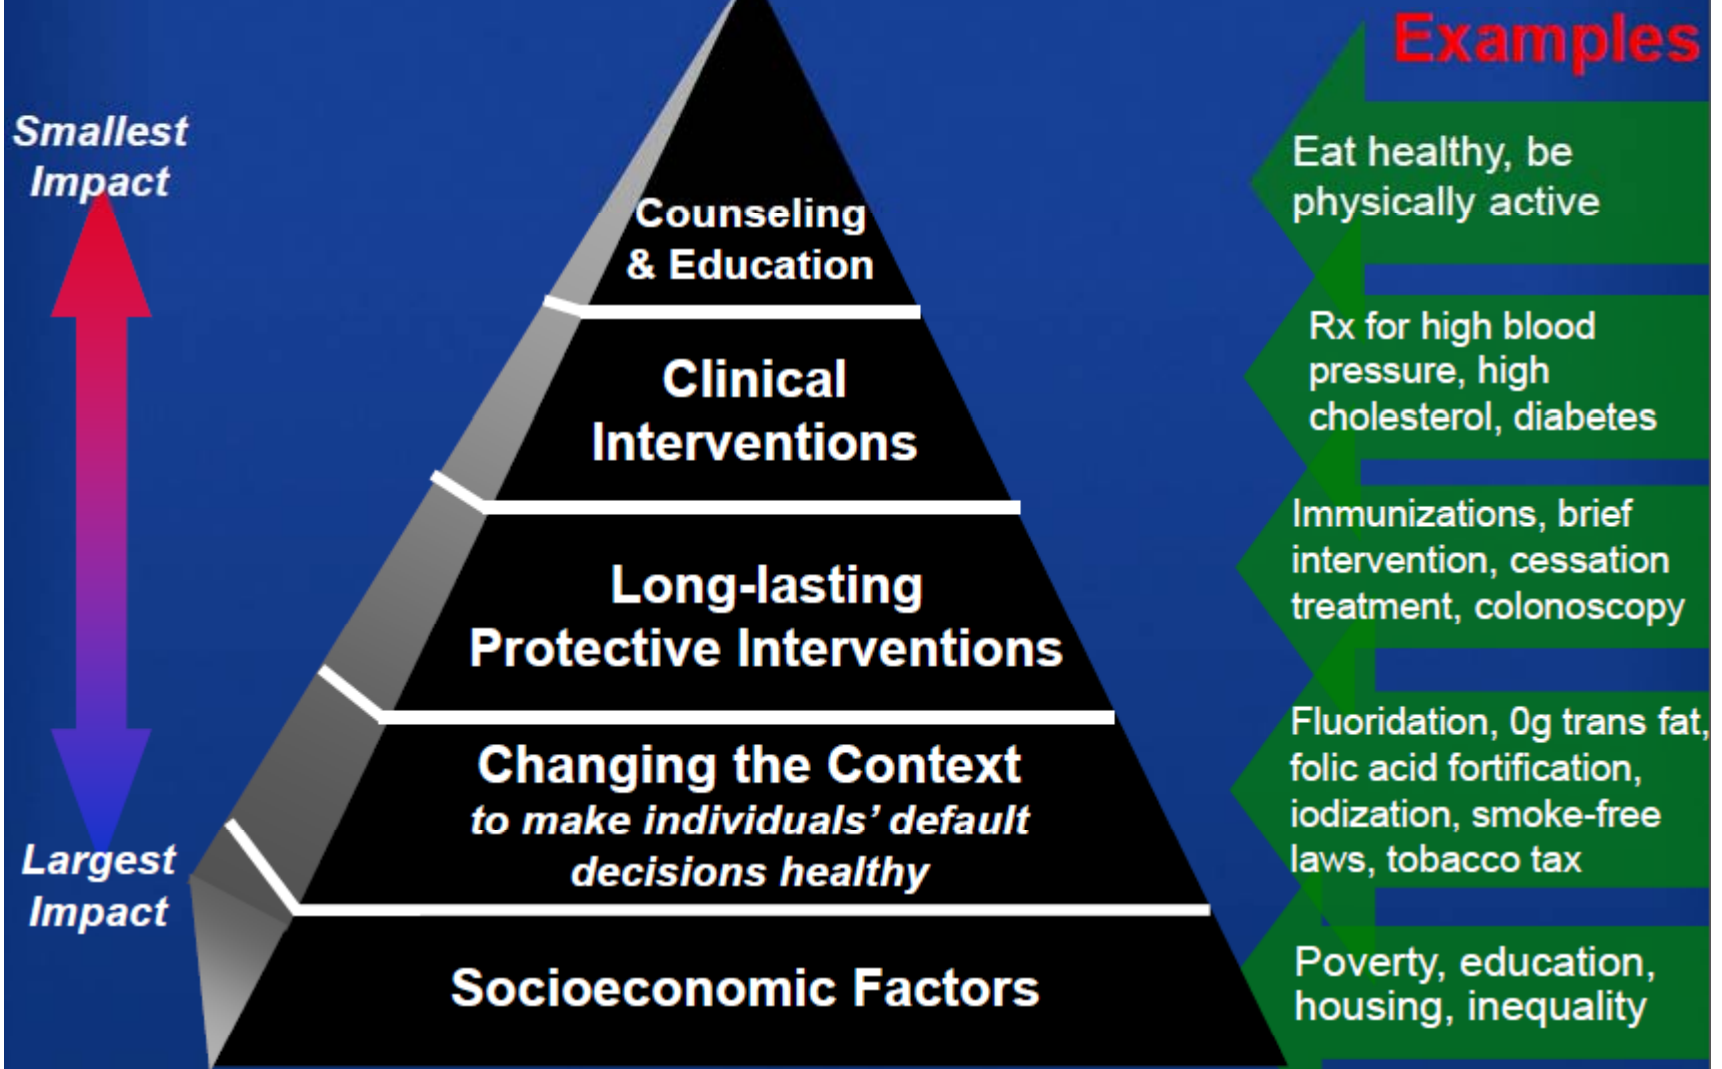 Examples
Smallest
Impact
Counseling
& Education
Eat healthy, be
physically active
Clinical
Interventions
Rx for high blood
pressure, high
cholesterol, diabetes
Long-lasting
Protective Interventions
Immunizations, brief
intervention, cessation
treatment, colonoscopy
Changing the Context
to make individuals’ default
decisions healthy
Fluoridation, 0g trans fat,
folic acid fortification,
iodization, smoke-free
laws, tobacco tax
Largest
Impact
Socioeconomic Factors
Poverty, education,
housing, inequality